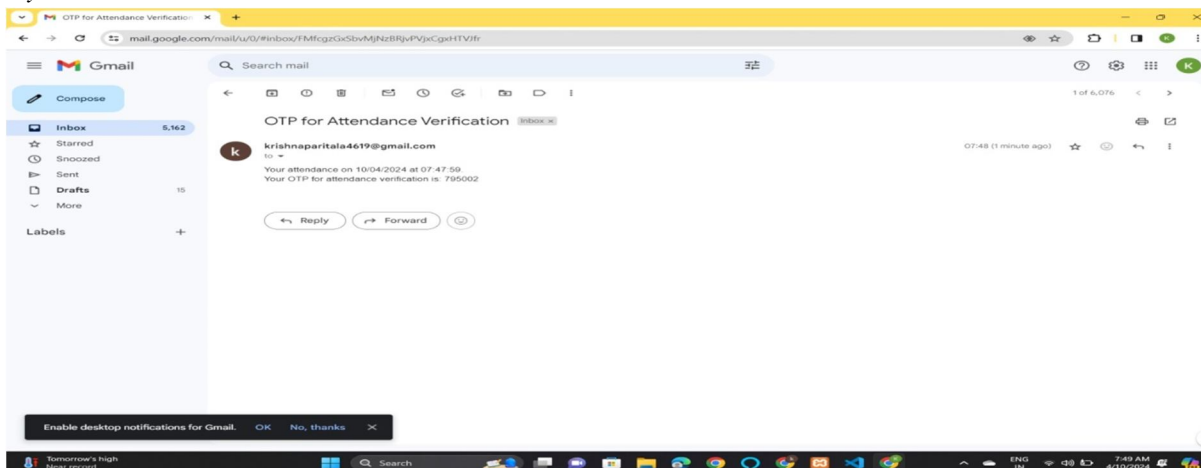 OTP for Attendance Verification
mail.google.com/mail/u/0/#inbox/FMfcgzGxSbvMjNzBRjvPVjxCgxHTVJfr
Gmail
Search mail
K
Compose
1 of 6,076
OTP for Attendance Verification Inbox ×
Inbox 5,162
Starred
Snoozed
Sent
Drafts 15
More
Labels +
k
krishnaparitala4619@gmail.com
07:48 (1 minute ago)
to
Your attendance on 10/04/2024 at 07:47:59.
Your OTP for attendance verification is: 795002
Reply
Forward
Enable desktop notifications for Gmail. OK No, thanks ×
Tomorrow's high
Near record
Search
ENG
IN
7:49 AM
4/10/2024